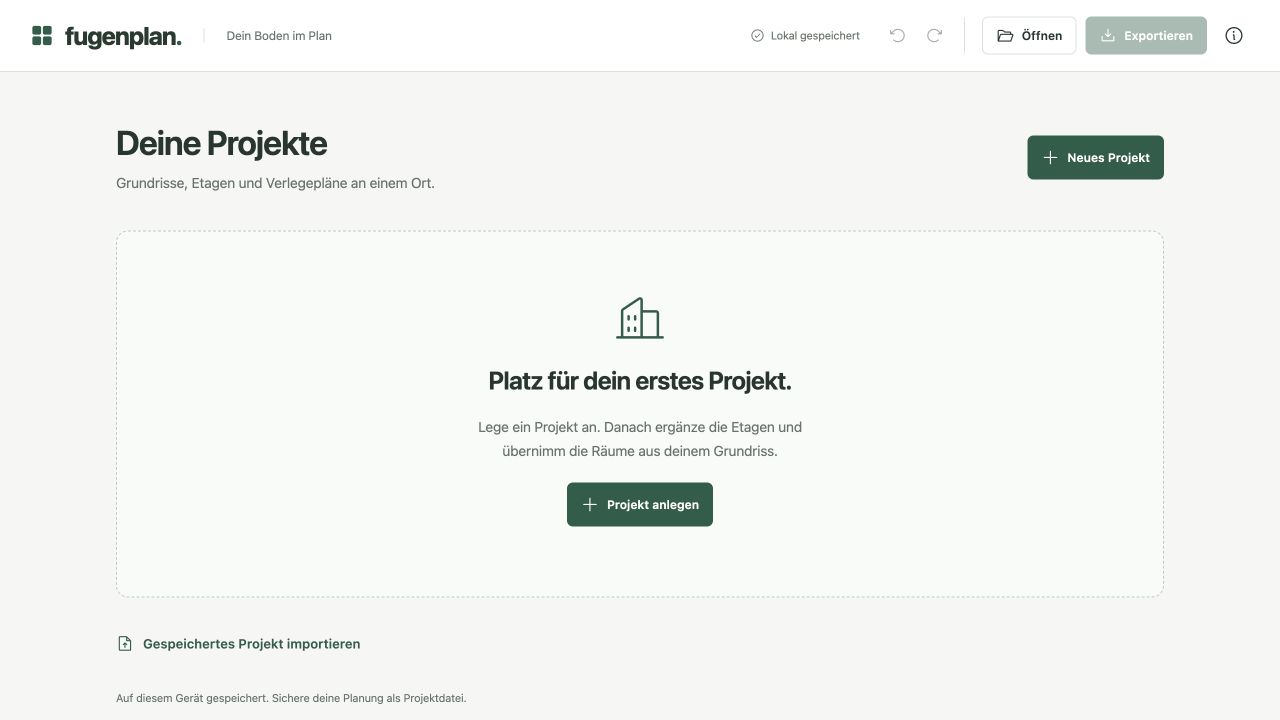 fugenplan.
Dein Boden im Plan
Lokal gespeichert
Öffnen
Exportieren
Deine Projekte
Grundrisse, Etagen und Verlegepläne an einem Ort.
Neues Projekt
Platz für dein erstes Projekt.
Lege ein Projekt an. Danach ergänze die Etagen und
übernimm die Räume aus deinem Grundriss.
Projekt anlegen
Gespeichertes Projekt importieren
Auf diesem Gerät gespeichert. Sichere deine Planung als Projektdatei.